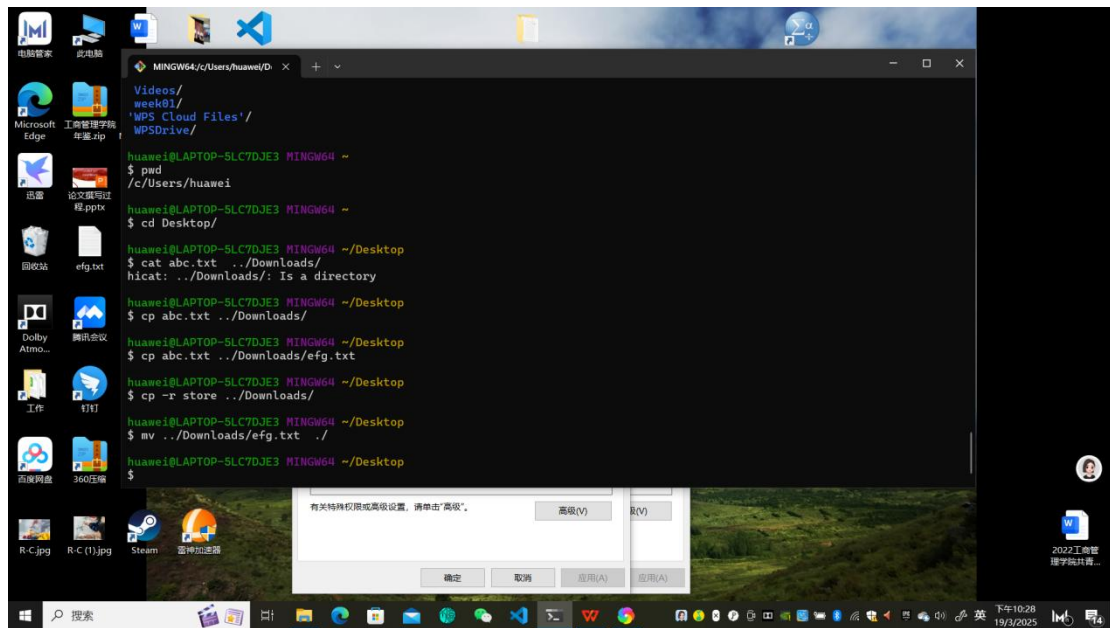 电脑管家
此电脑
MINGW64:/c/Users/huawei/D
Videos/
week01/
'WPS Cloud Files'/
WPSDrive/
huawei@LAPTOP-5LC7DJE3 MINGW64 ~
$ pwd
/c/Users/huawei
huawei@LAPTOP-5LC7DJE3 MINGW64 ~
$ cd Desktop/
huawei@LAPTOP-5LC7DJE3 MINGW64 ~/Desktop
$ cat abc.txt  ../Downloads/
hicat: ../Downloads/: Is a directory
huawei@LAPTOP-5LC7DJE3 MINGW64 ~/Desktop
$ cp abc.txt ../Downloads/
huawei@LAPTOP-5LC7DJE3 MINGW64 ~/Desktop
$ cp abc.txt ../Downloads/efg.txt
huawei@LAPTOP-5LC7DJE3 MINGW64 ~/Desktop
$ cp -r store ../Downloads/
huawei@LAPTOP-5LC7DJE3 MINGW64 ~/Desktop
$ mv ../Downloads/efg.txt  ./
huawei@LAPTOP-5LC7DJE3 MINGW64 ~/Desktop
$
Microsoft Edge
工商管理学院年鉴.zip
迅雷
论文撰写过程.pptx
回收站
efg.txt
Dolby Atmo...
腾讯会议
工作
钉钉
百度网盘
360压缩
R-C.jpg
R-C (1).jpg
Steam
雷神加速器
有关特殊权限或高级设置，请单击"高级"。
高级(V)
级(V)
确定
取消
应用(A)
应用(A)
2022工商管理学院共青...
搜索
英
下午10:28
19/3/2025
14